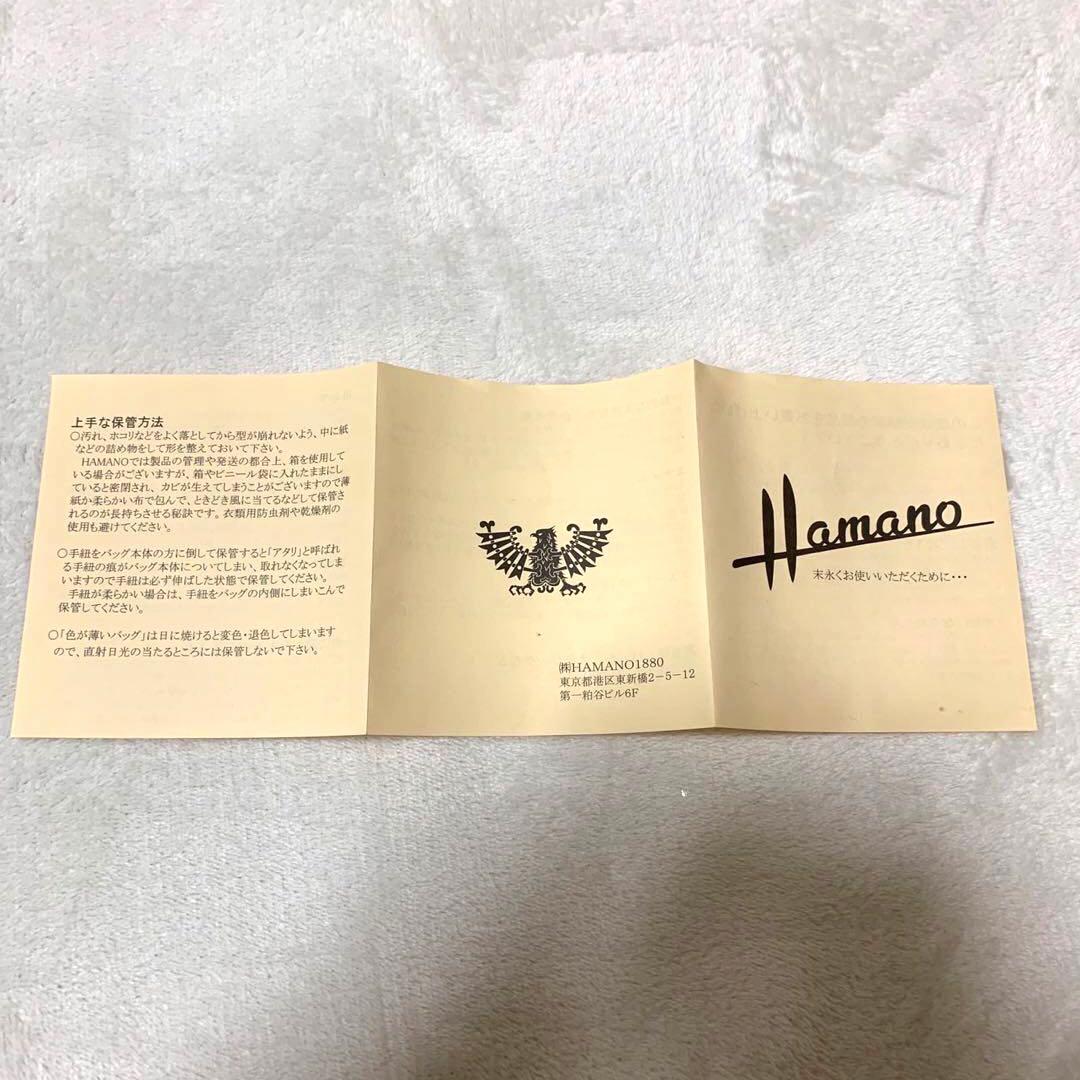 上手な保管方法
○汚れ、ホコリなどをよく落としてから型が崩れないよう、中に紙
などの詰め物をして形を整えておいて下さい。
HAMANOでは製品の管理や発送の都合上、箱を使用して
いる場合がございますが、箱やビニール袋に入れたままにし
ていると密閉され、カビが生えてしまうことがございますので薄
紙か柔らかい布で包んで、ときどき風に当てるなどして保管さ
れるのが長持ちさせる秘訣です。衣類用防虫剤や乾燥剤の
使用も避けてください。
○手紐をバッグ本体の方に倒して保管すると「アタリ」と呼ばれ
る手紐の痕がバッグ本体についてしまい、取れなくなってしま
いますので手紐は必ず伸ばした状態で保管してください。
手紐が柔らかい場合は、手紐をバッグの内側にしまいこんで
保管してください。
○「色が薄いバッグ」は日に焼けると変色・退色してしまいます
ので、直射日光の当たるところには保管しないで下さい。
㈱HAMANO1880
東京都港区東新橋2－5－12
第一粕谷ビル6F
Hamano
末永くお使いいただくために・・・